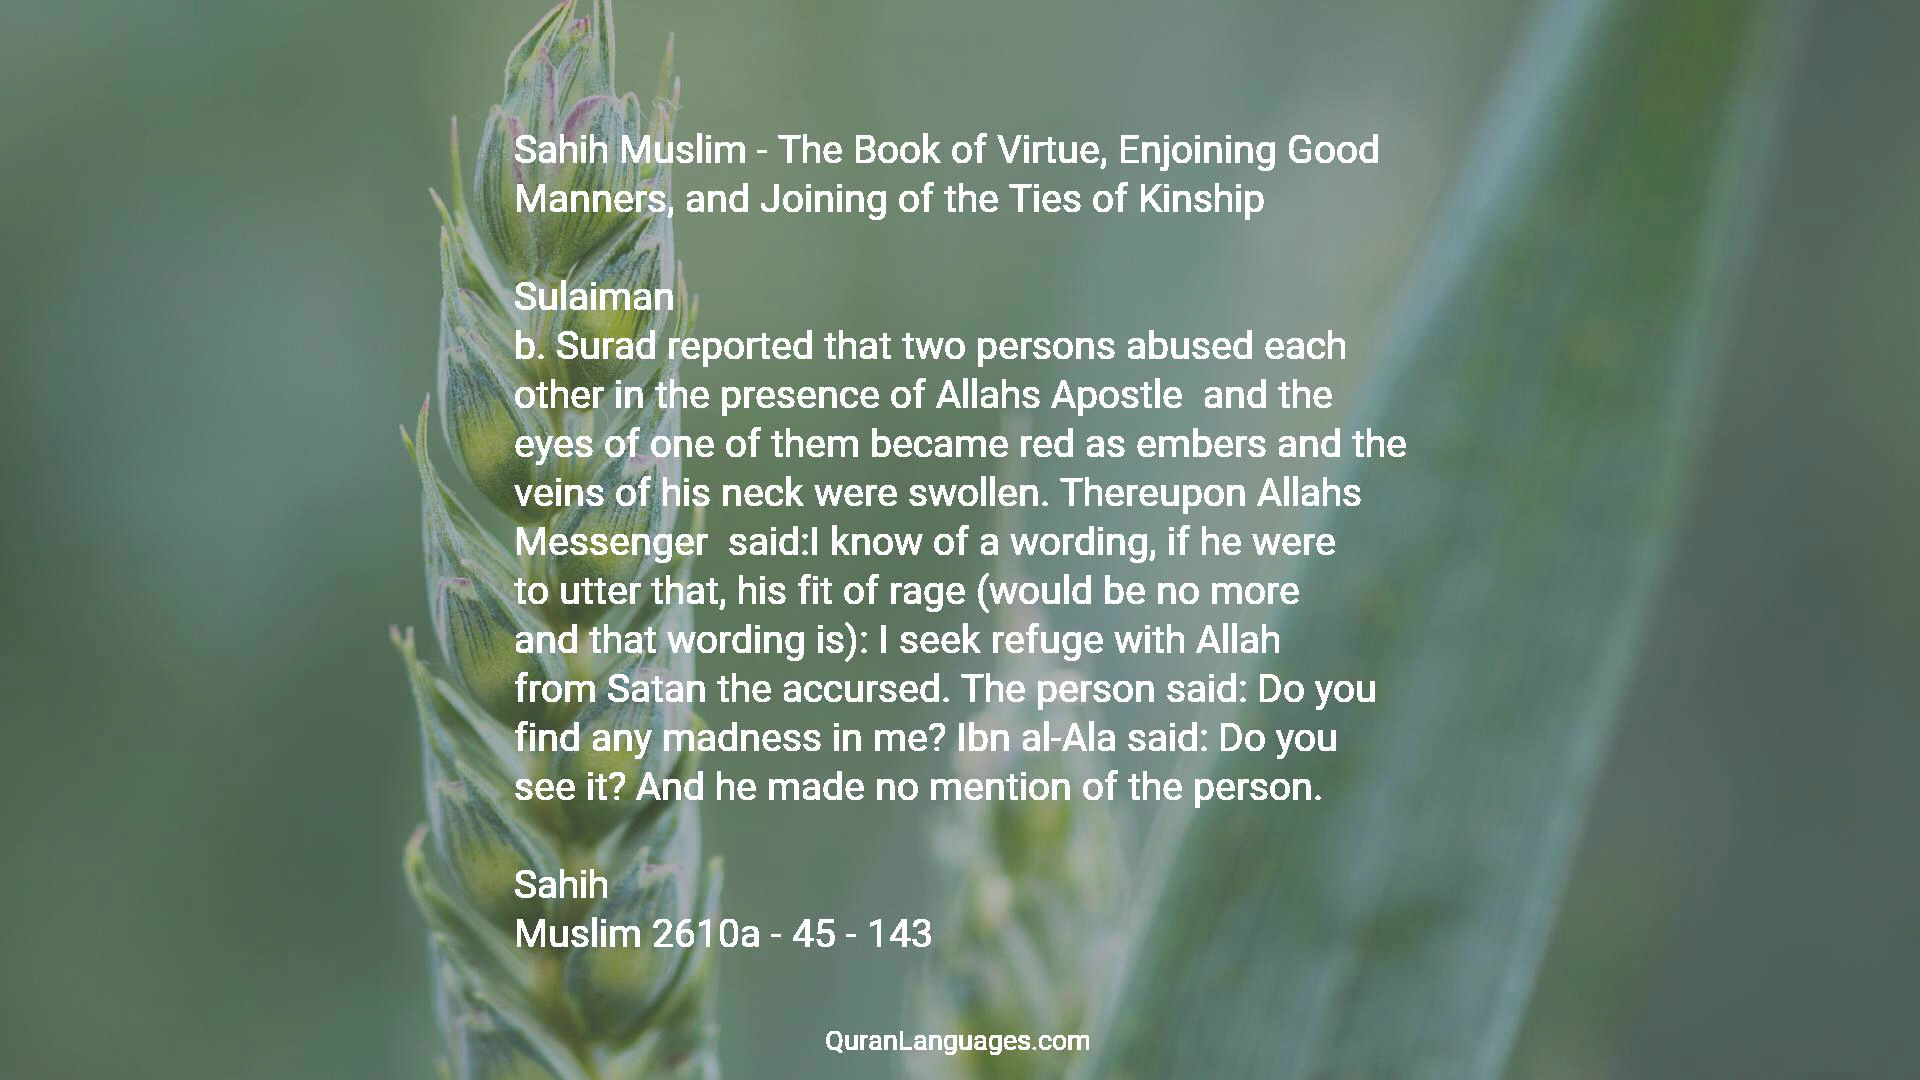 Sahih Muslim - The Book of Virtue, Enjoining Good
Manners, and Joining of the Ties of Kinship
Sulaiman
b. Surad reported that two persons abused each
other in the presence of Allahs Apostle  and the
eyes of one of them became red as embers and the
veins of his neck were swollen. Thereupon Allahs
Messenger  said:I know of a wording, if he were
to utter that, his fit of rage (would be no more
and that wording is): I seek refuge with Allah
from Satan the accursed. The person said: Do you
find any madness in me? Ibn al-Ala said: Do you
see it? And he made no mention of the person.
Sahih
Muslim 2610a - 45 - 143
QuranLanguages.com